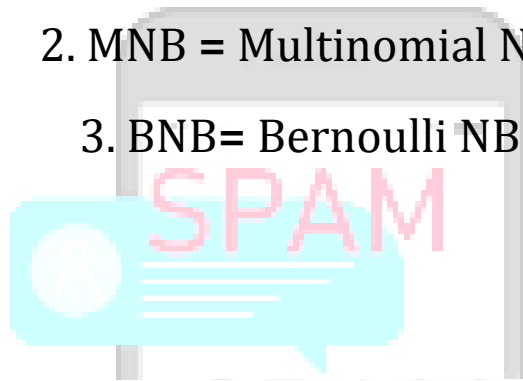 2. MNB = Multinomial N
3. BNB= Bernoulli NB
SPAM